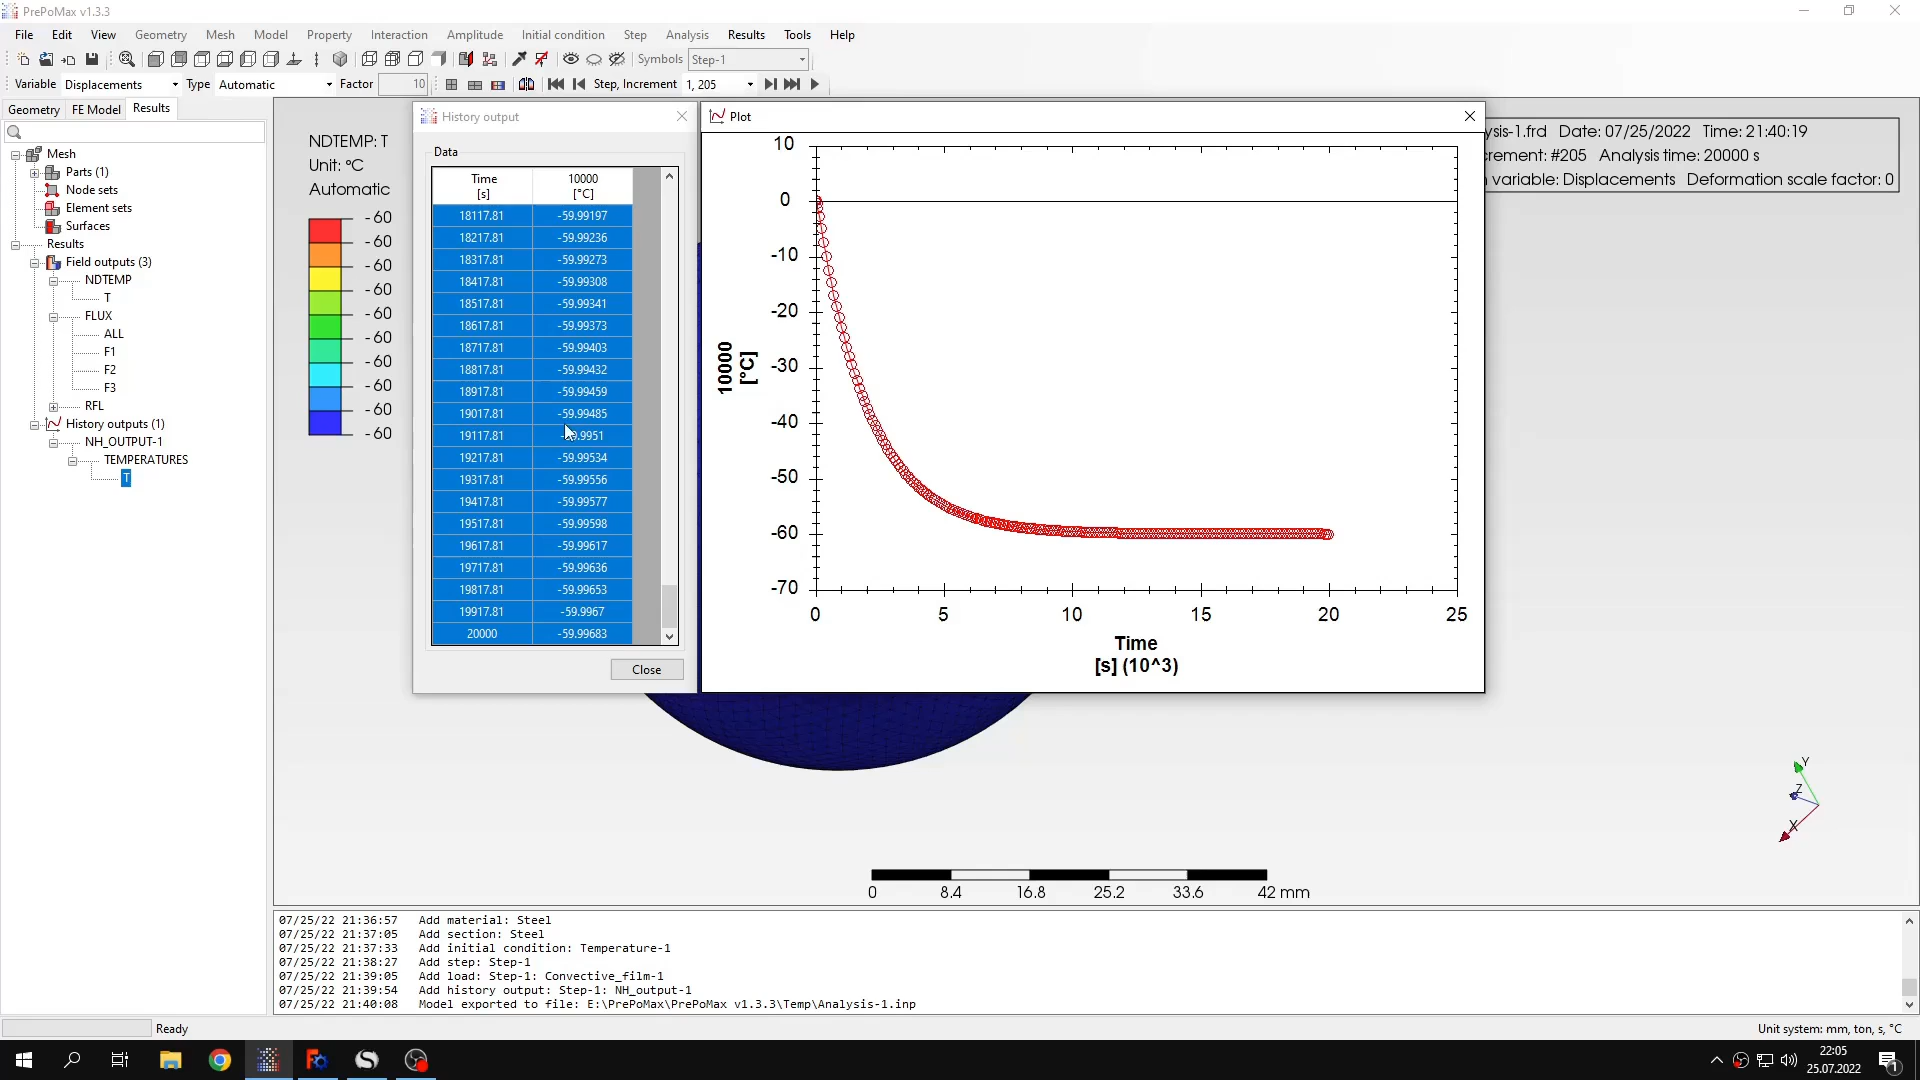 PrePoMax v1.3.3
File Edit View Geometry Mesh Model Property Interaction Amplitude Initial condition Step Analysis Results Tools Help
Symbols Step-1
Variable Displacements Type Automatic Factor 10 Step, Increment 1, 205
Geometry FE Model Results
Mesh
Parts (1)
Node sets
Element sets
Surfaces
Results
Field outputs (3)
NDTEMP
T
FLUX
ALL
F1
F2
F3
RFL
History outputs (1)
NH_OUTPUT-1
TEMPERATURES
T
NDTEMP: T
Unit: °C
Automatic
-60
-60
-60
-60
-60
-60
-60
-60
-60
-60
History output
Data
Time [s] 10000 [°C]
18117.81 -59.99197
18217.81 -59.99236
18317.81 -59.99273
18417.81 -59.99308
18517.81 -59.99341
18617.81 -59.99373
18717.81 -59.99403
18817.81 -59.99432
18917.81 -59.99459
19017.81 -59.99485
19117.81 .9951
19217.81 -59.99534
19317.81 -59.99556
19417.81 -59.99577
19517.81 -59.99598
19617.81 -59.99617
19717.81 -59.99636
19817.81 -59.99653
19917.81 -59.9967
20000 -59.99683
Close
Plot
10
0
-10
-20
-30
-40
-50
-60
-70
10000
[°C]
0 5 10 15 20 25
Time
[s] (10^3)
ysis-1.frd Date: 07/25/2022 Time: 21:40:19
crement: #205 Analysis time: 20000 s
variable: Displacements Deformation scale factor: 0
Y
Z
X
0 8.4 16.8 25.2 33.6 42 mm
07/25/22 21:36:57 Add material: Steel
07/25/22 21:37:05 Add section: Steel
07/25/22 21:37:33 Add initial condition: Temperature-1
07/25/22 21:38:27 Add step: Step-1
07/25/22 21:39:05 Add load: Step-1: Convective_film-1
07/25/22 21:39:54 Add history output: Step-1: NH_output-1
07/25/22 21:40:08 Model exported to file: E:\PrePoMax\PrePoMax v1.3.3\Temp\Analysis-1.inp
Ready
Unit system: mm, ton, s, °C
22:05
25.07.2022
1